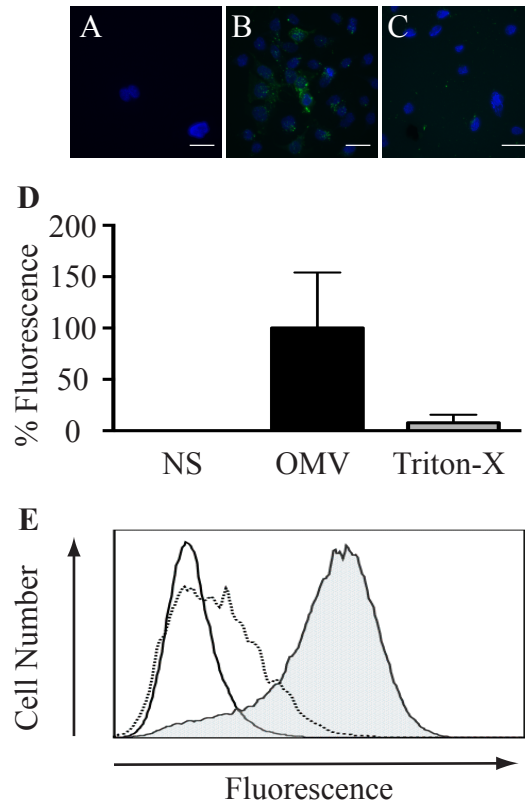 A B C
D
200
150
100
50
0
% Fluorescence
NS OMV Triton-X
E
Cell Number
Fluorescence